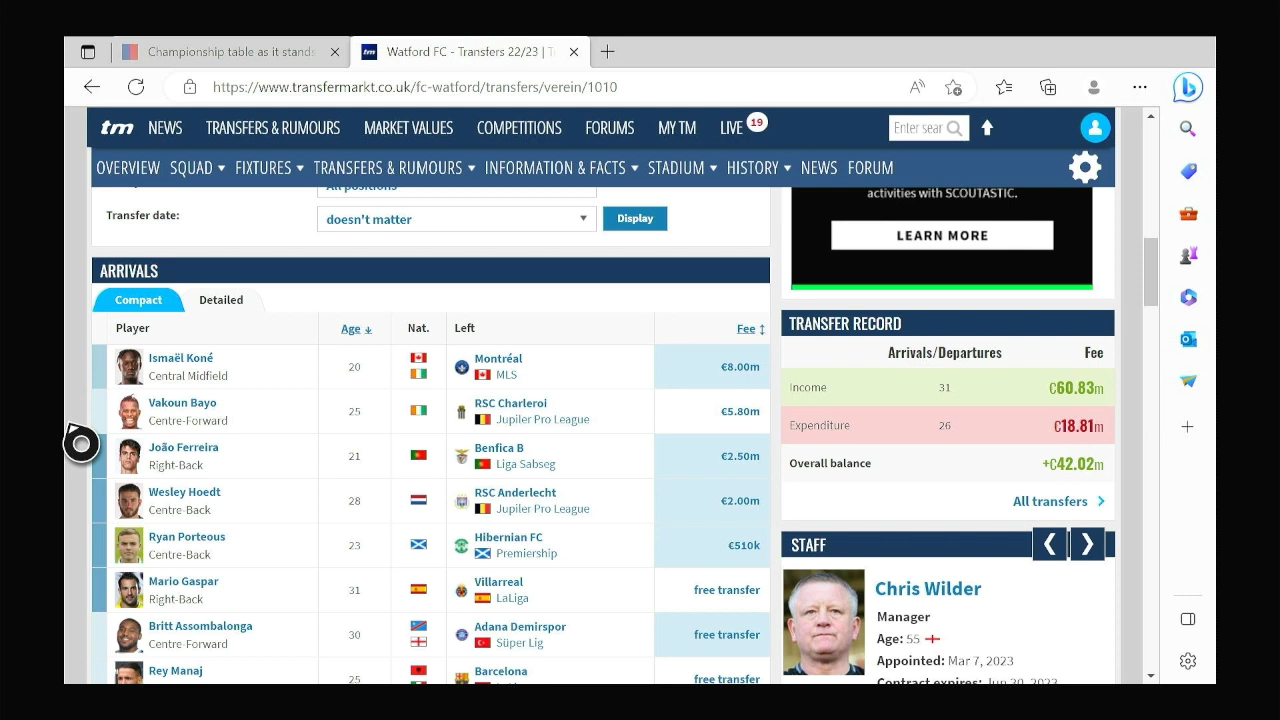 Championship table as it stands
Watford FC - Transfers 22/23 |
https://www.transfermarkt.co.uk/fc-watford/transfers/verein/1010
tm NEWS TRANSFERS & RUMOURS MARKET VALUES COMPETITIONS FORUMS MY TM LIVE 19 Enter sear
OVERVIEW SQUAD FIXTURES TRANSFERS & RUMOURS INFORMATION & FACTS STADIUM HISTORY NEWS FORUM
All positions
Transfer date: doesn't matter Display
activities with SCOUTASTIC.
LEARN MORE
ARRIVALS
Compact Detailed
Player Age Nat. Left Fee
Ismaël Koné 20 Montréal €8.00m
Central Midfield MLS
Vakoun Bayo 25 RSC Charleroi €5.80m
Centre-Forward Jupiler Pro League
João Ferreira 21 Benfica B €2.50m
Right-Back Liga Sabseg
Wesley Hoedt 28 RSC Anderlecht €2.00m
Centre-Back Jupiler Pro League
Ryan Porteous 23 Hibernian FC €510k
Centre-Back Premiership
Mario Gaspar 31 Villarreal free transfer
Right-Back LaLiga
Britt Assombalonga 30 Adana Demirspor free transfer
Centre-Forward Süper Lig
Rey Manaj 25 Barcelona free transfer
TRANSFER RECORD
Arrivals/Departures Fee
Income 31 €60.83m
Expenditure 26 €18.81m
Overall balance +€42.02m
All transfers
STAFF
Chris Wilder
Manager
Age: 55
Appointed: Mar 7, 2023
Contract expires: Jun 30, 2023